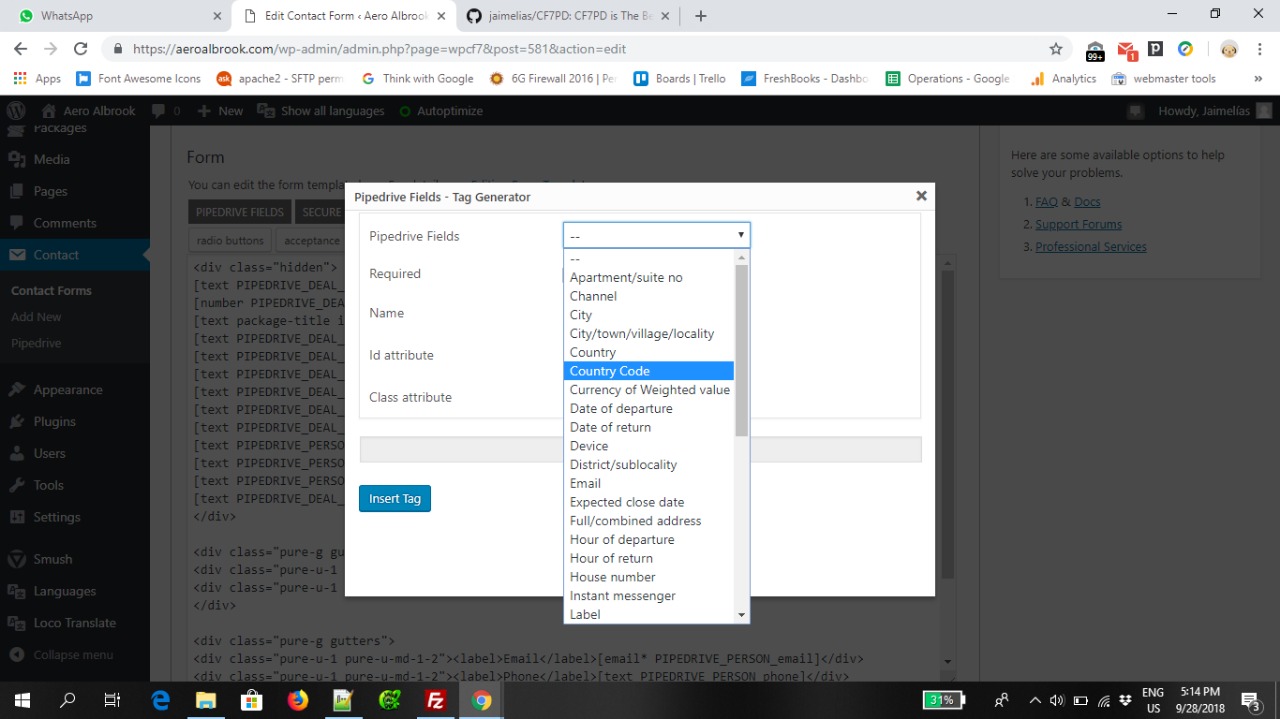 WhatsApp
Edit Contact Form ‹ Aero Albrook
jaimelias/CF7PD: CF7PD is The Be
https://aeroalbrook.com/wp-admin/admin.php?page=wpcf7&post=581&action=edit
99+
1
Apps
Font Awesome Icons
apache2 - SFTP perm
Think with Google
6G Firewall 2016 | Per
Boards | Trello
FreshBooks - Dashbo
Operations - Google
Analytics
webmaster tools
»
Aero Albrook
0
New
Show all languages
Autoptimize
Howdy, Jaimelías
Packages
Media
Pages
Comments
Contact
Contact Forms
Add New
Pipedrive
Appearance
Plugins
Users
Tools
Settings
Smush
Languages
Loco Translate
Collapse menu
Form
You can edit the form templ
PIPEDRIVE FIELDS
SECURE
radio buttons
acceptance
<div class="hidden">
[text PIPEDRIVE_DEAL_
[number PIPEDRIVE_DEA
[text package-title i
[text PIPEDRIVE_DEAL_
[text PIPEDRIVE_DEAL_
[text PIPEDRIVE_DEAL_
[text PIPEDRIVE_DEAL_
[text PIPEDRIVE_DEAL_
[text PIPEDRIVE_DEAL_
[text PIPEDRIVE_PERSO
[text PIPEDRIVE_PERSO
[text PIPEDRIVE_PERSO
[text PIPEDRIVE_DEAL_
</div>
<div class="pure-g gu
<div class="pure-u-1
<div class="pure-u-1
</div>
<div class="pure-g gutters">
<div class="pure-u-1 pure-u-md-1-2"><label>Email</label>[email* PIPEDRIVE_PERSON_email]</div>
<div class="pure-u-1 pure-u-md-1-2"><label>Phone</label>[text PIPEDRIVE_PERSON_phone]</div>
Pipedrive Fields - Tag Generator
Pipedrive Fields
--
Required
Name
Id attribute
Class attribute
Insert Tag
--
Apartment/suite no
Channel
City
City/town/village/locality
Country
Country Code
Currency of Weighted value
Date of departure
Date of return
Device
District/sublocality
Email
Expected close date
Full/combined address
Hour of departure
Hour of return
House number
Instant messenger
Label
Here are some available options to help
solve your problems.
1. FAQ & Docs
2. Support Forums
3. Professional Services
31%
ENG
US
5:14 PM
9/28/2018
3